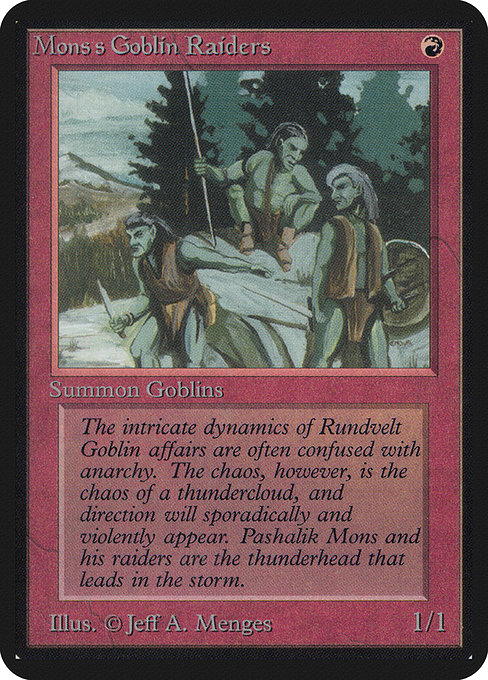 Mons's Goblin Raiders
Summon Goblins
The intricate dynamics of Rundvelt
Goblin affairs are often confused with
anarchy. The chaos, however, is the
chaos of a thundercloud, and
direction will sporadically and
violently appear. Pashalik Mons and
his raiders are the thunderhead that
leads in the storm.
Illus. © Jeff A. Menges
1/1